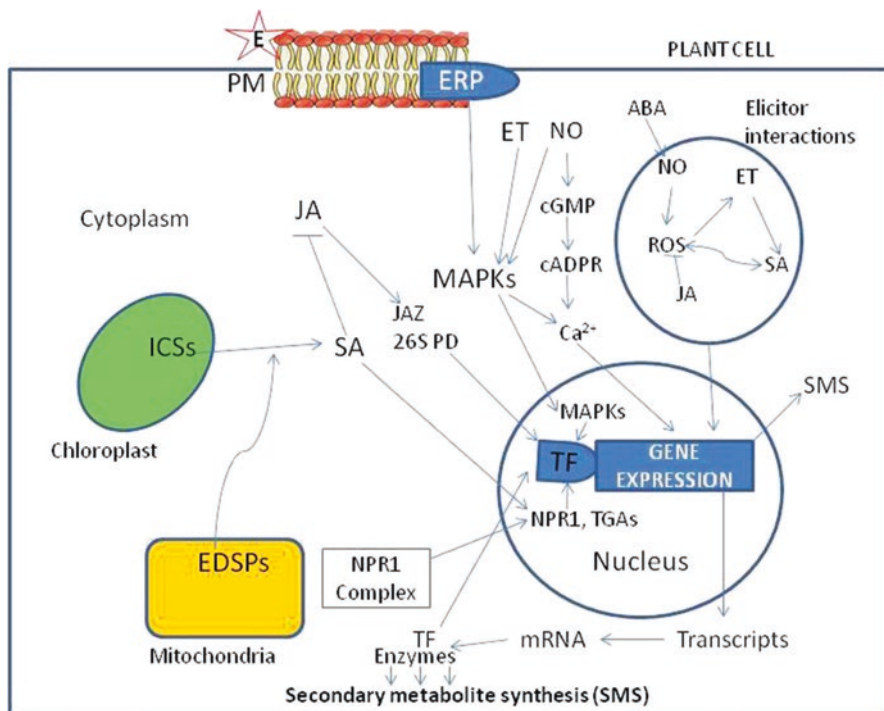 E
PLANT CELL
PM
ERP
ET
NO
ABA
Elicitor
interactions
NO
ET
Cytoplasm
JA
cGMP
ROS
SA
MAPKs
cADPR
JA
JAZ
26S PD
Ca²⁻
ICSs
SA
SMS
Chloroplast
MAPKs
TF
GENE
EXPRESSION
NPR1, TGAs
EDSPs
NPR1
Complex
Nucleus
Mitochondria
TF
Enzymes
mRNA
Transcripts
Secondary metabolite synthesis (SMS)